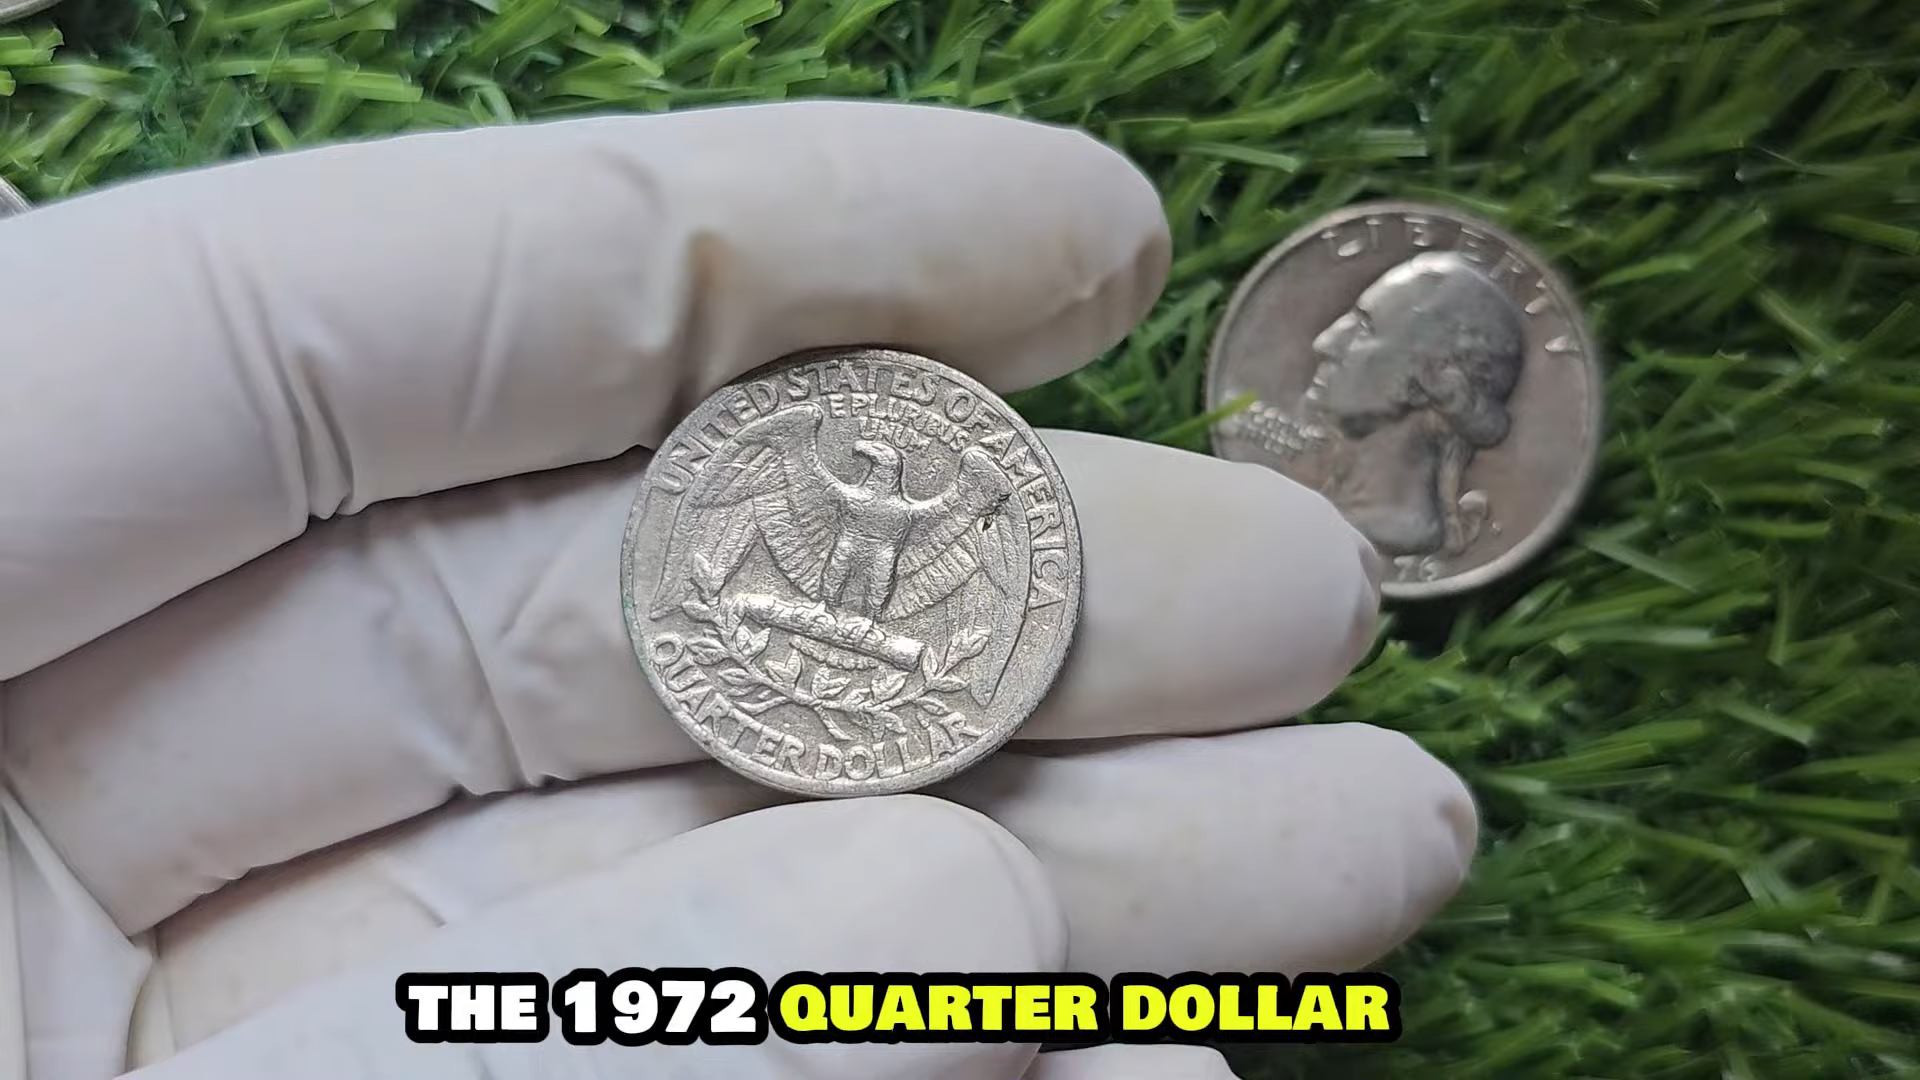 UNITED STATES OF AMERICA
E PLURIBUS
UNUM
QUARTER DOLLAR
LIBERTY
THE 1972 QUARTER DOLLAR